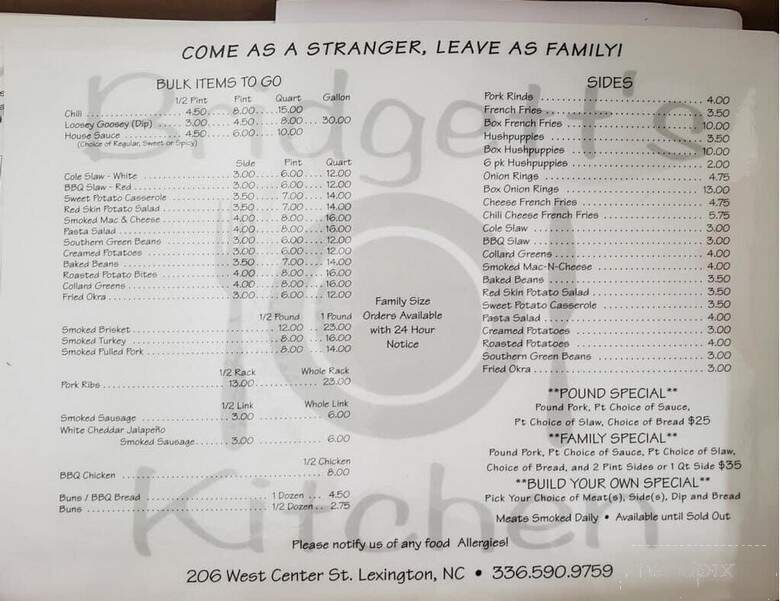 COME AS A STRANGER, LEAVE AS FAMILY!
Bridgett's
Kitchen
BULK ITEMS TO GO
1/2 Pint Pint Quart Gallon
Chili 4.50 8.00 15.00
Loosey Goosey (Dip) 3.00 4.50 8.00 30.00
House Sauce 4.50 6.00 10.00
(Choice of Regular, Sweet or Spicy)
Side Pint Quart
Cole Slaw - White 3.00 6.00 12.00
BBQ Slaw - Red 3.00 6.00 12.00
Sweet Potato Casserole 3.50 7.00 14.00
Red Skin Potato Salad 3.50 7.00 14.00
Smoked Mac & Cheese 4.00 8.00 16.00
Pasta Salad 4.00 8.00 16.00
Southern Green Beans 3.00 6.00 12.00
Creamed Potatoes 3.00 6.00 12.00
Baked Beans 3.50 7.00 14.00
Roasted Potato Bites 4.00 8.00 16.00
Collard Greens 4.00 8.00 16.00
Fried Okra 3.00 6.00 12.00
1/2 Pound 1 Pound
Smoked Brisket 12.00 23.00
Smoked Turkey 8.00 16.00
Smoked Pulled Pork 8.00 14.00
1/2 Rack Whole Rack
Pork Ribs 13.00 23.00
1/2 Link Whole Link
Smoked Sausage 3.00 6.00
White Cheddar Jalapeño
Smoked Sausage 3.00 6.00
1/2 Chicken
BBQ Chicken 8.00
Buns / BBQ Bread 1 Dozen 4.50
Buns 1/2 Dozen 2.75
Family Size
Orders Available
with 24 Hour
Notice
SIDES
Pork Rinds 4.00
French Fries 3.50
Box French Fries 10.00
Hushpuppies 3.50
Box Hushpuppies 10.00
6 pk Hushpuppies 2.00
Onion Rings 4.75
Box Onion Rings 13.00
Cheese French Fries 4.75
Chili Cheese French Fries 5.75
Cole Slaw 3.00
BBQ Slaw 3.00
Collard Greens 4.00
Smoked Mac-N-Cheese 4.00
Baked Beans 3.50
Red Skin Potato Salad 3.50
Sweet Potato Casserole 3.50
Pasta Salad 4.00
Creamed Potatoes 3.00
Roasted Potatoes 4.00
Southern Green Beans 3.00
Fried Okra 3.00
**POUND SPECIAL**
Pound Pork, Pt Choice of Sauce,
Pt Choice of Slaw, Choice of Bread $25
**FAMILY SPECIAL**
Pound Pork, Pt Choice of Sauce, Pt Choice of Slaw,
Choice of Bread, and 2 Pint Sides or 1 Qt Side $35
**BUILD YOUR OWN SPECIAL**
Pick Your Choice of Meat(s), Side(s), Dip and Bread
Meats Smoked Daily • Available until Sold Out
Please notify us of any food Allergies!
206 West Center St. Lexington, NC • 336.590.9759